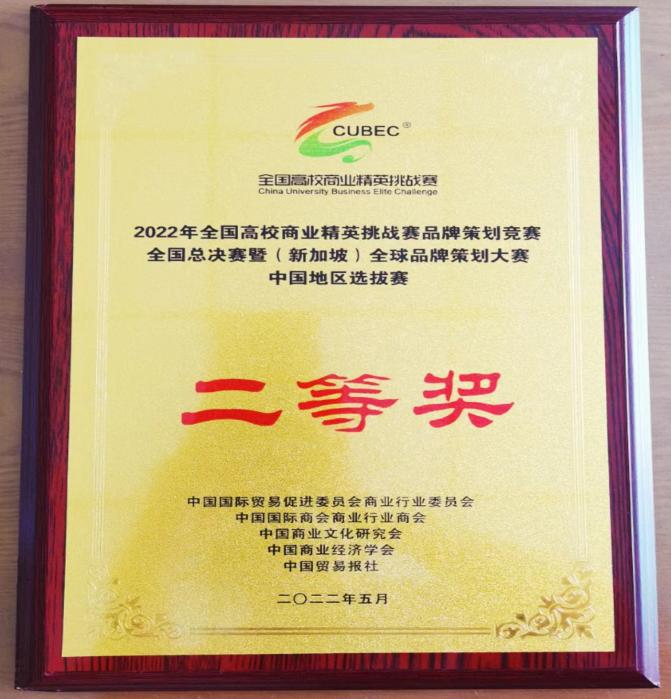 CUBEC®
全国高校商业精英挑战赛
China University Business Elite Challenge
2022年全国高校商业精英挑战赛品牌策划竞赛
全国总决赛暨（新加坡）全球品牌策划大赛
中国地区选拔赛
二等奖
中国国际贸易促进委员会商业行业委员会
中国国际商会商业行业商会
中国商业文化研究会
中国商业经济学会
中国贸易报社
二〇二二年五月